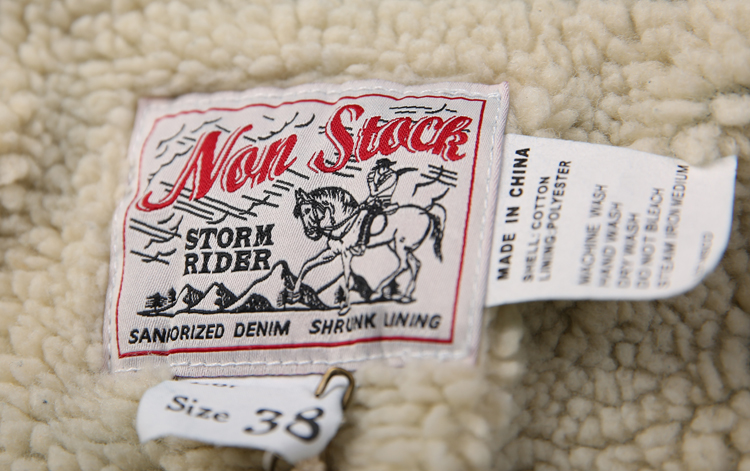 Non Stock
STORM
RIDER
SANFORIZED DENIM SHRUNK LINING
Size 38
MADE IN CHINA
SHELL:COTTON
LINING-POLYESTER
MACHINE WASH
HAND WASH
DRY WASH
DO NOT BLEACH
STEAM IRON MEDIUM